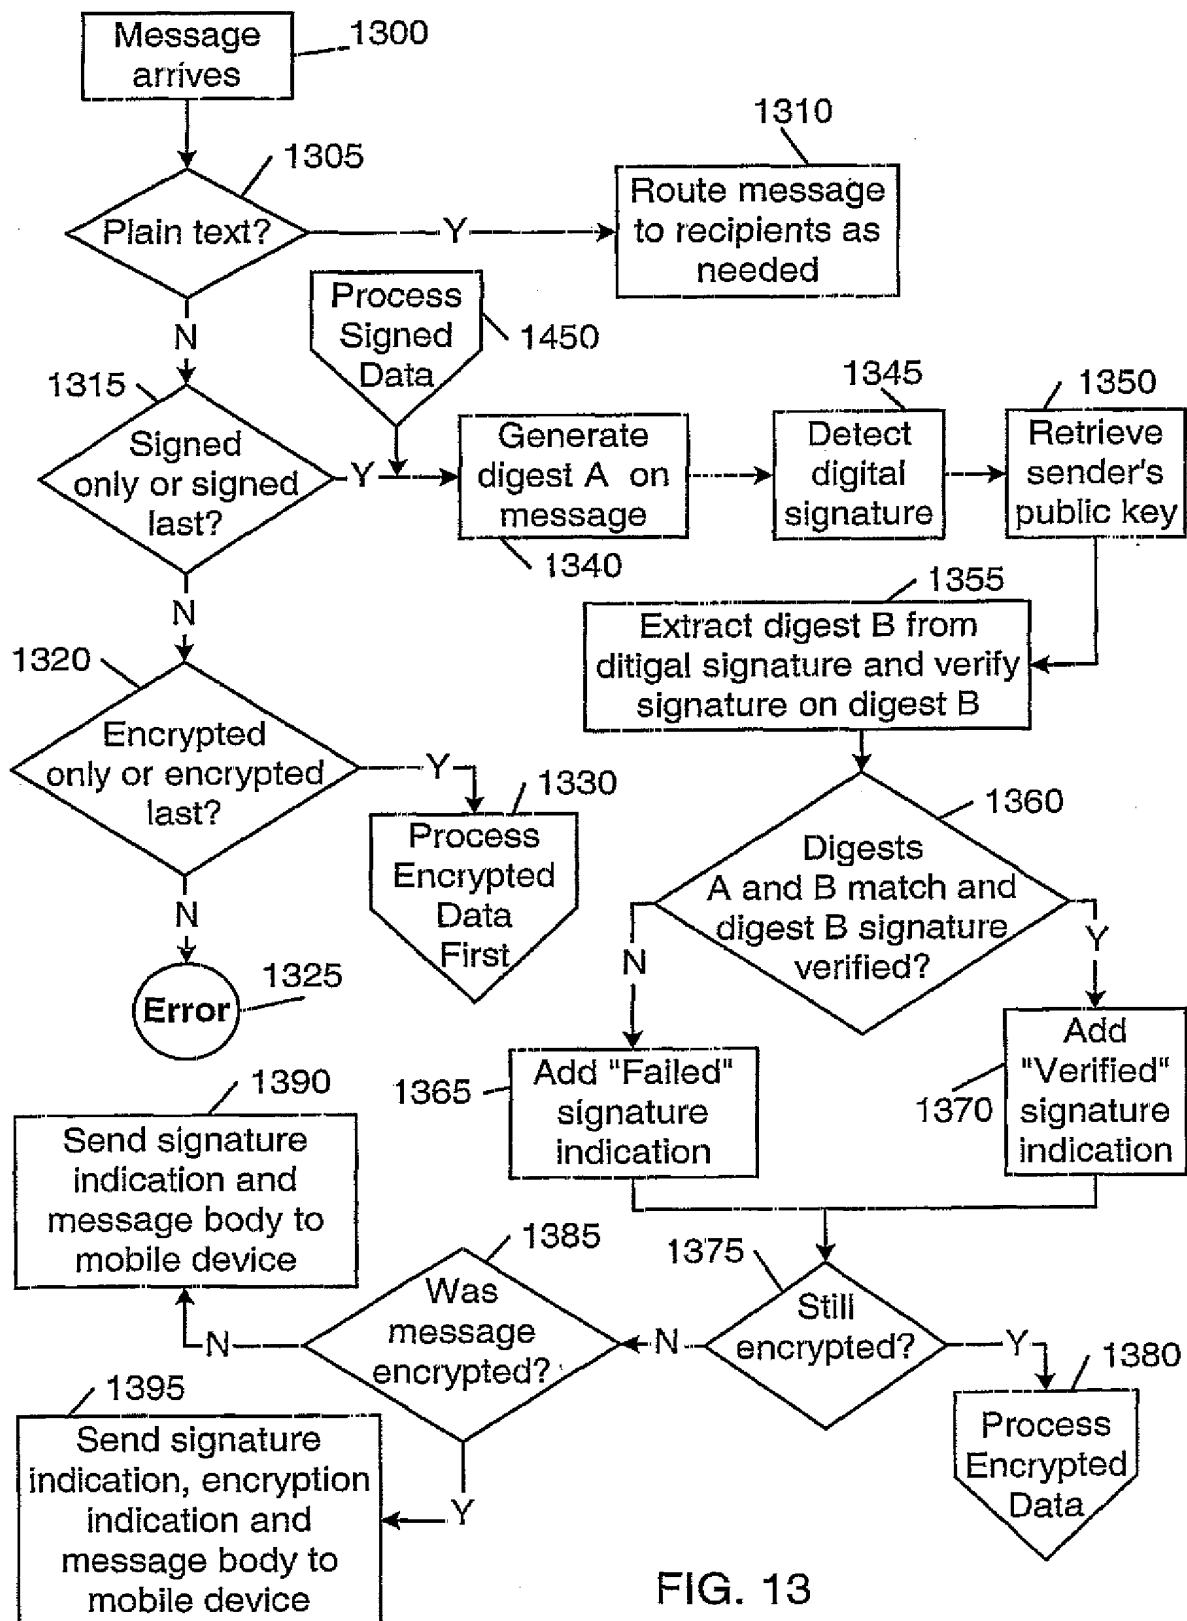 Message
arrives
1300
1305
Plain text?
Y
1310
Route message
to recipients as
needed
N
Process
Signed
Data
1450
1315
Signed
only or signed
last?
Y
Generate
digest A on
message
1340
1345
Detect
digital
signature
1350
Retrieve
sender's
public key
N
1355
Extract digest B from
ditigal signature and verify
signature on digest B
1320
Encrypted
only or encrypted
last?
Y
1330
Process
Encrypted
Data
First
1360
Digests
A and B match and
digest B signature
verified?
N
Y
N
Error
1325
1365
Add "Failed"
signature
indication
1370
Add
"Verified"
signature
indication
1390
Send signature
indication and
message body to
mobile device
1385
Was
message
encrypted?
N
1375
Still
encrypted?
N
Y
1380
Process
Encrypted
Data
1395
Send signature
indication, encryption
indication and
message body to
mobile device
Y
FIG. 13